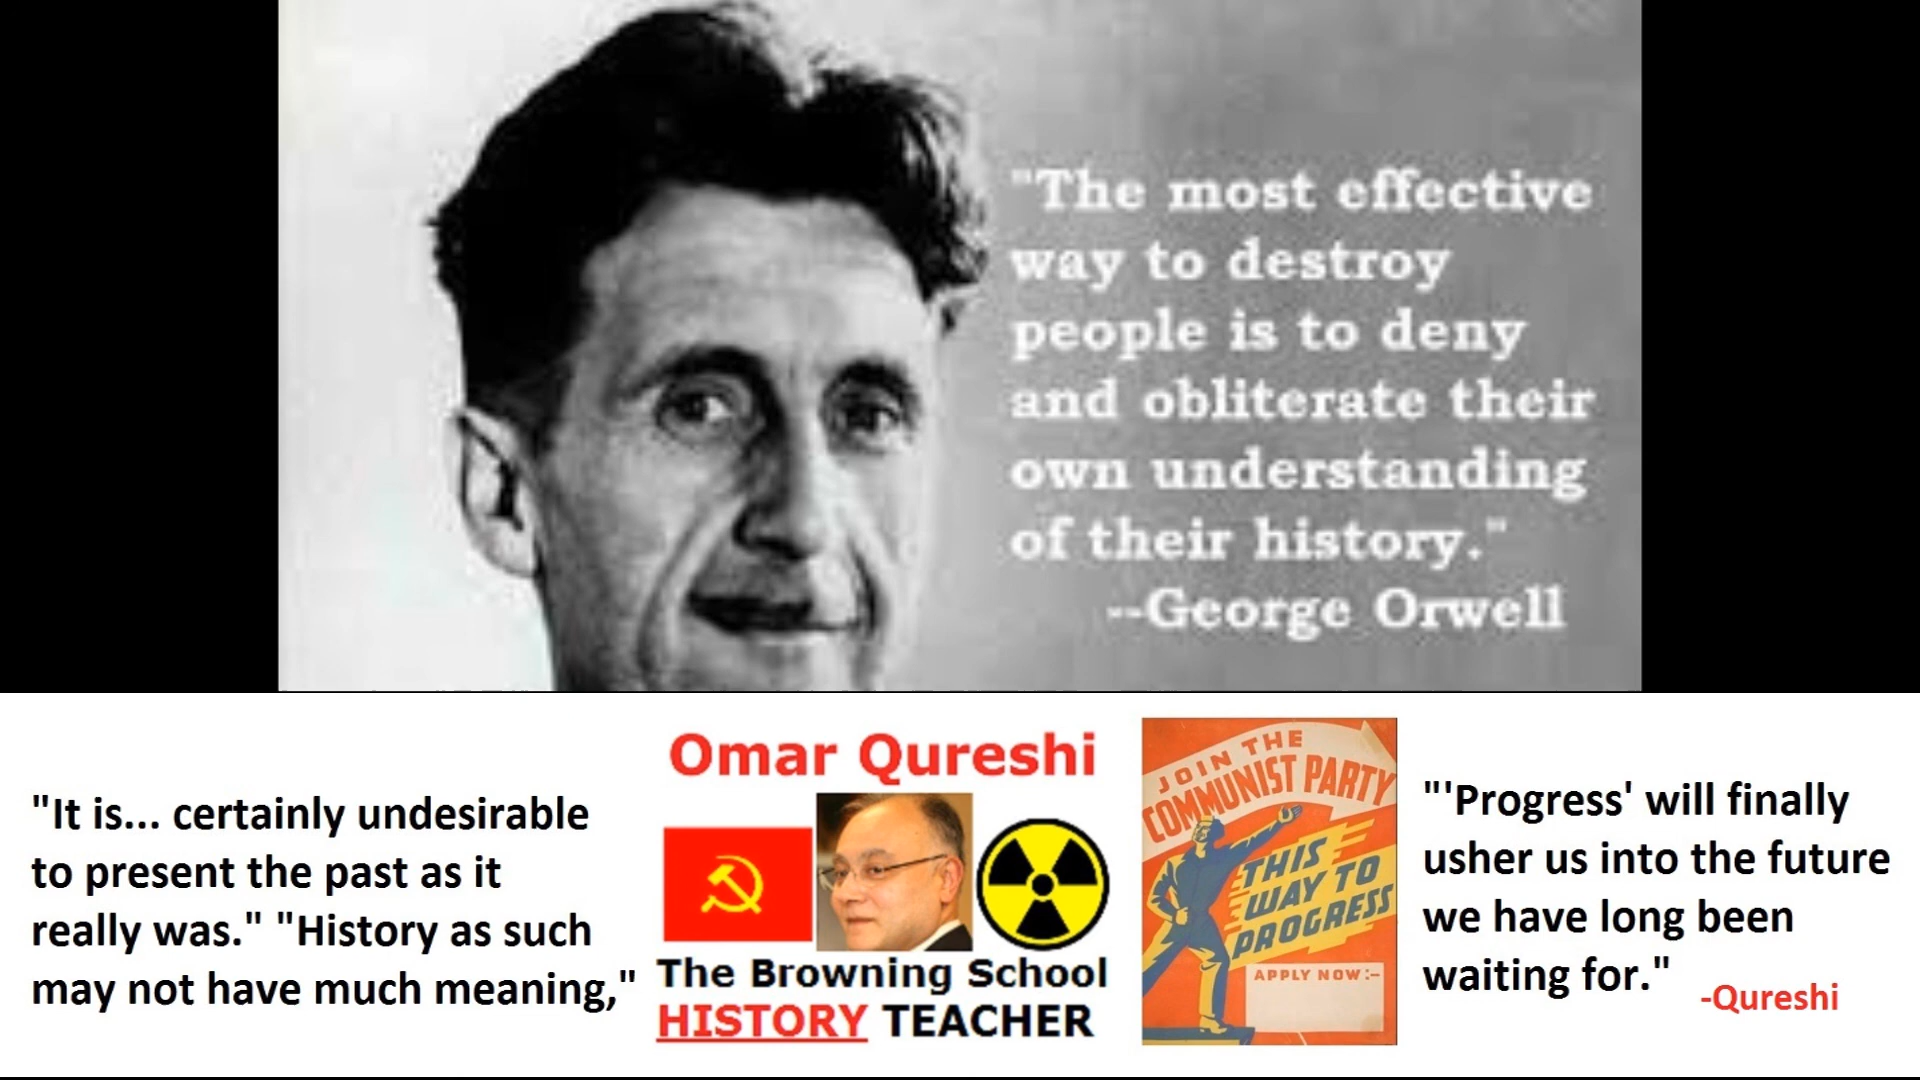 "The most effective
way to destroy
people is to deny
and obliterate their
own understanding
of their history."
--George Orwell
"It is... certainly undesirable
to present the past as it
really was." "History as such
may not have much meaning,"
Omar Qureshi
The Browning School
HISTORY TEACHER
JOIN THE
COMMUNIST PARTY
THIS
WAY TO
PROGRESS
APPLY NOW:-
"'Progress' will finally
usher us into the future
we have long been
waiting for."
-Qureshi